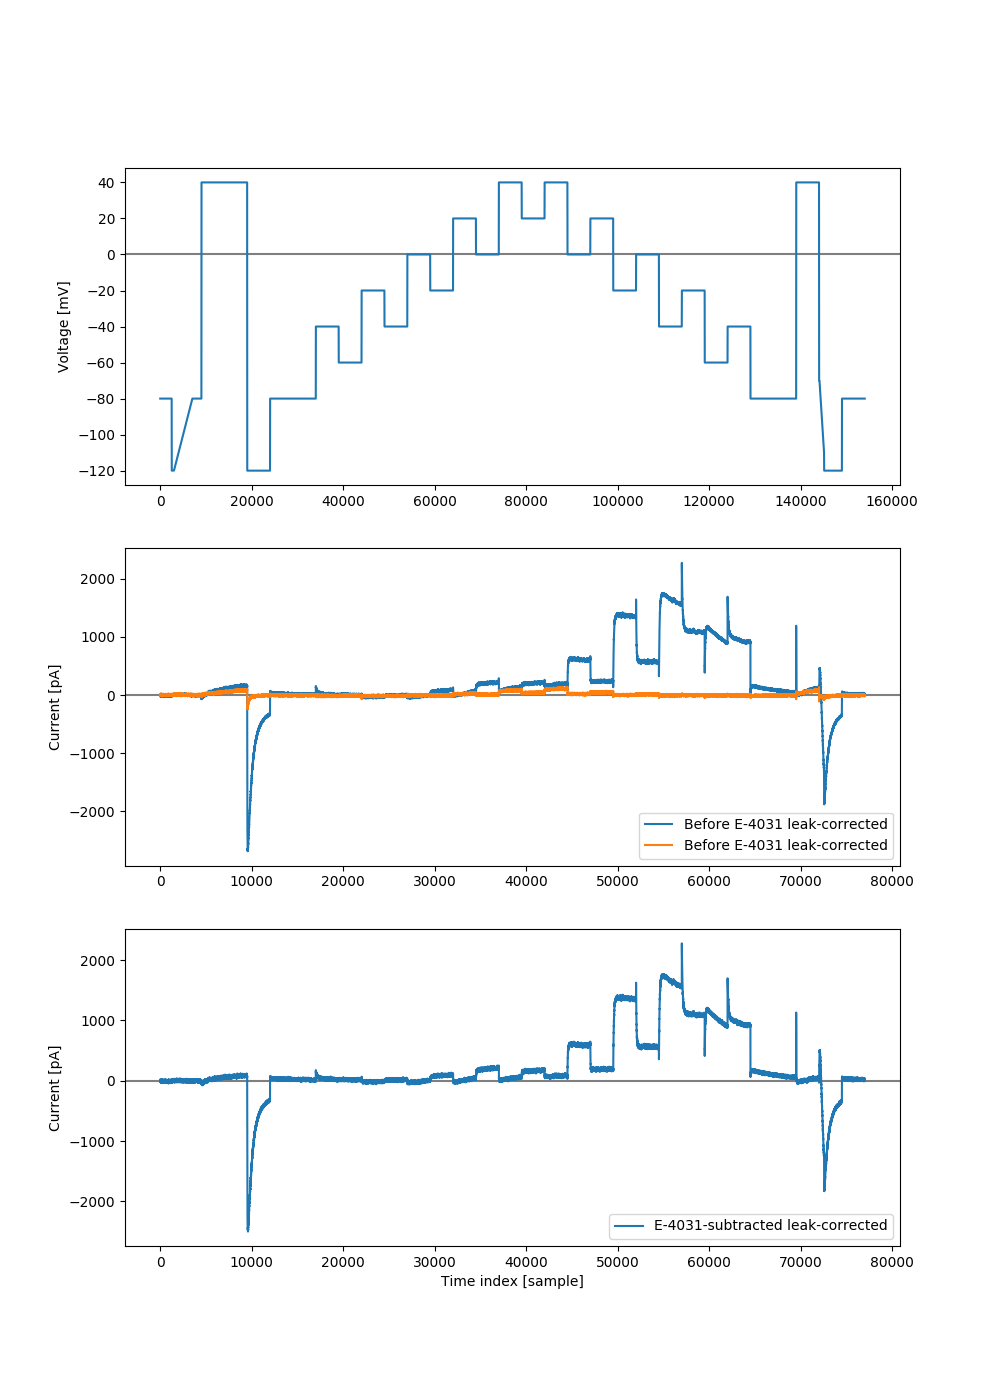 40
20
0
−20
−40
−60
−80
−100
−120
Voltage [mV]
0 20000 40000 60000 80000 100000 120000 140000 160000
2000
1000
0
−1000
−2000
Current [pA]
Before E-4031 leak-corrected
Before E-4031 leak-corrected
0 10000 20000 30000 40000 50000 60000 70000 80000
2000
1000
0
−1000
−2000
Current [pA]
E-4031-subtracted leak-corrected
0 10000 20000 30000 40000 50000 60000 70000 80000
Time index [sample]